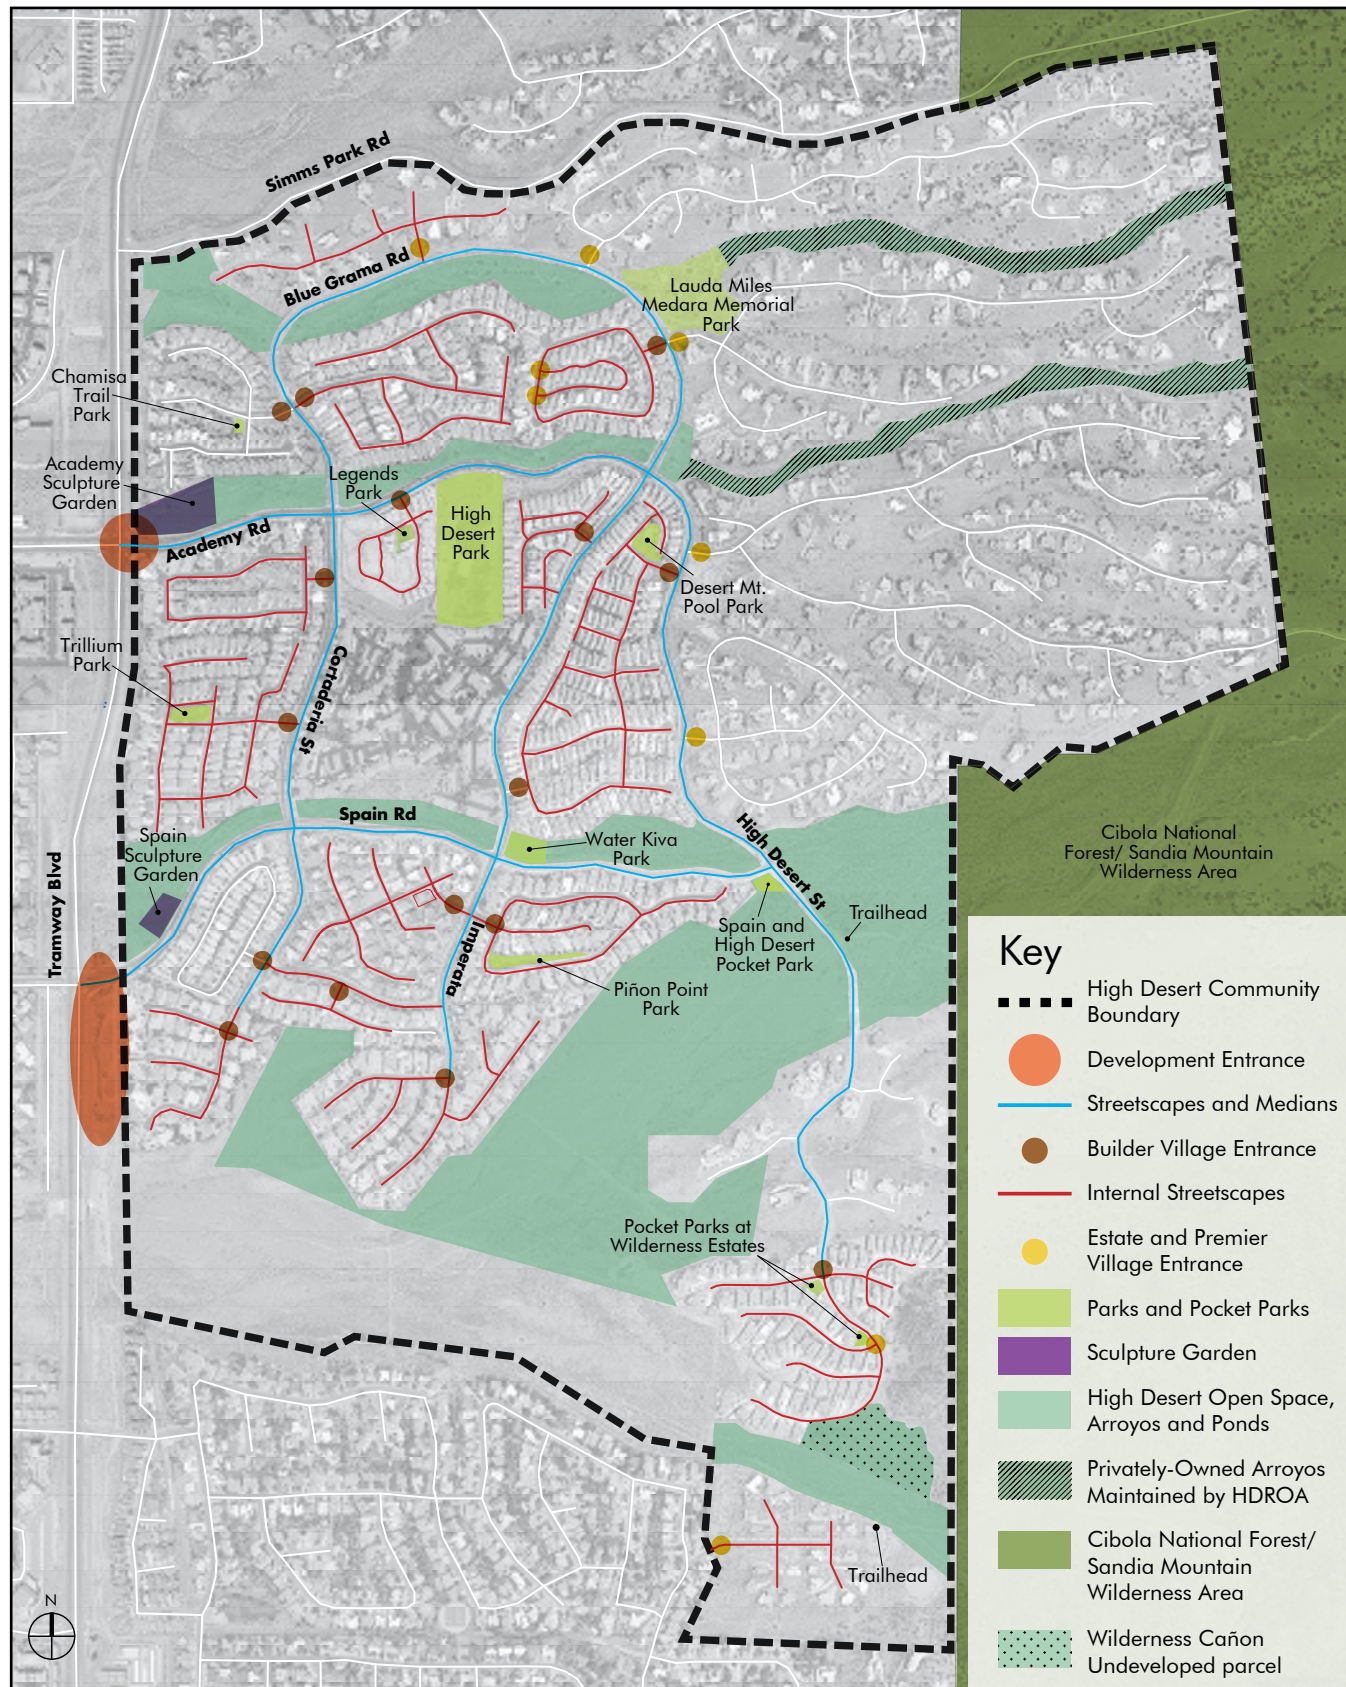 Simms Park Rd
Blue Grama Rd
Lauda Miles
Medara Memorial
Park
Chamisa
Trail
Park
Academy
Sculpture
Garden
Legends
Park
High
Desert
Park
Academy Rd
Desert Mt.
Pool Park
Trillium
Park
Cortaderia St
Spain Rd
High Desert St
Water Kiva
Park
Spain
Sculpture
Garden
Tramway Blvd
Imperata
Spain and
High Desert
Pocket Park
Trailhead
Piñon Point
Park
Cibola National
Forest/ Sandia Mountain
Wilderness Area
Pocket Parks at
Wilderness Estates
Trailhead
N
Key
High Desert Community
Boundary
Development Entrance
Streetscapes and Medians
Builder Village Entrance
Internal Streetscapes
Estate and Premier
Village Entrance
Parks and Pocket Parks
Sculpture Garden
High Desert Open Space,
Arroyos and Ponds
Privately-Owned Arroyos
Maintained by HDROA
Cibola National Forest/
Sandia Mountain
Wilderness Area
Wilderness Cañon
Undeveloped parcel